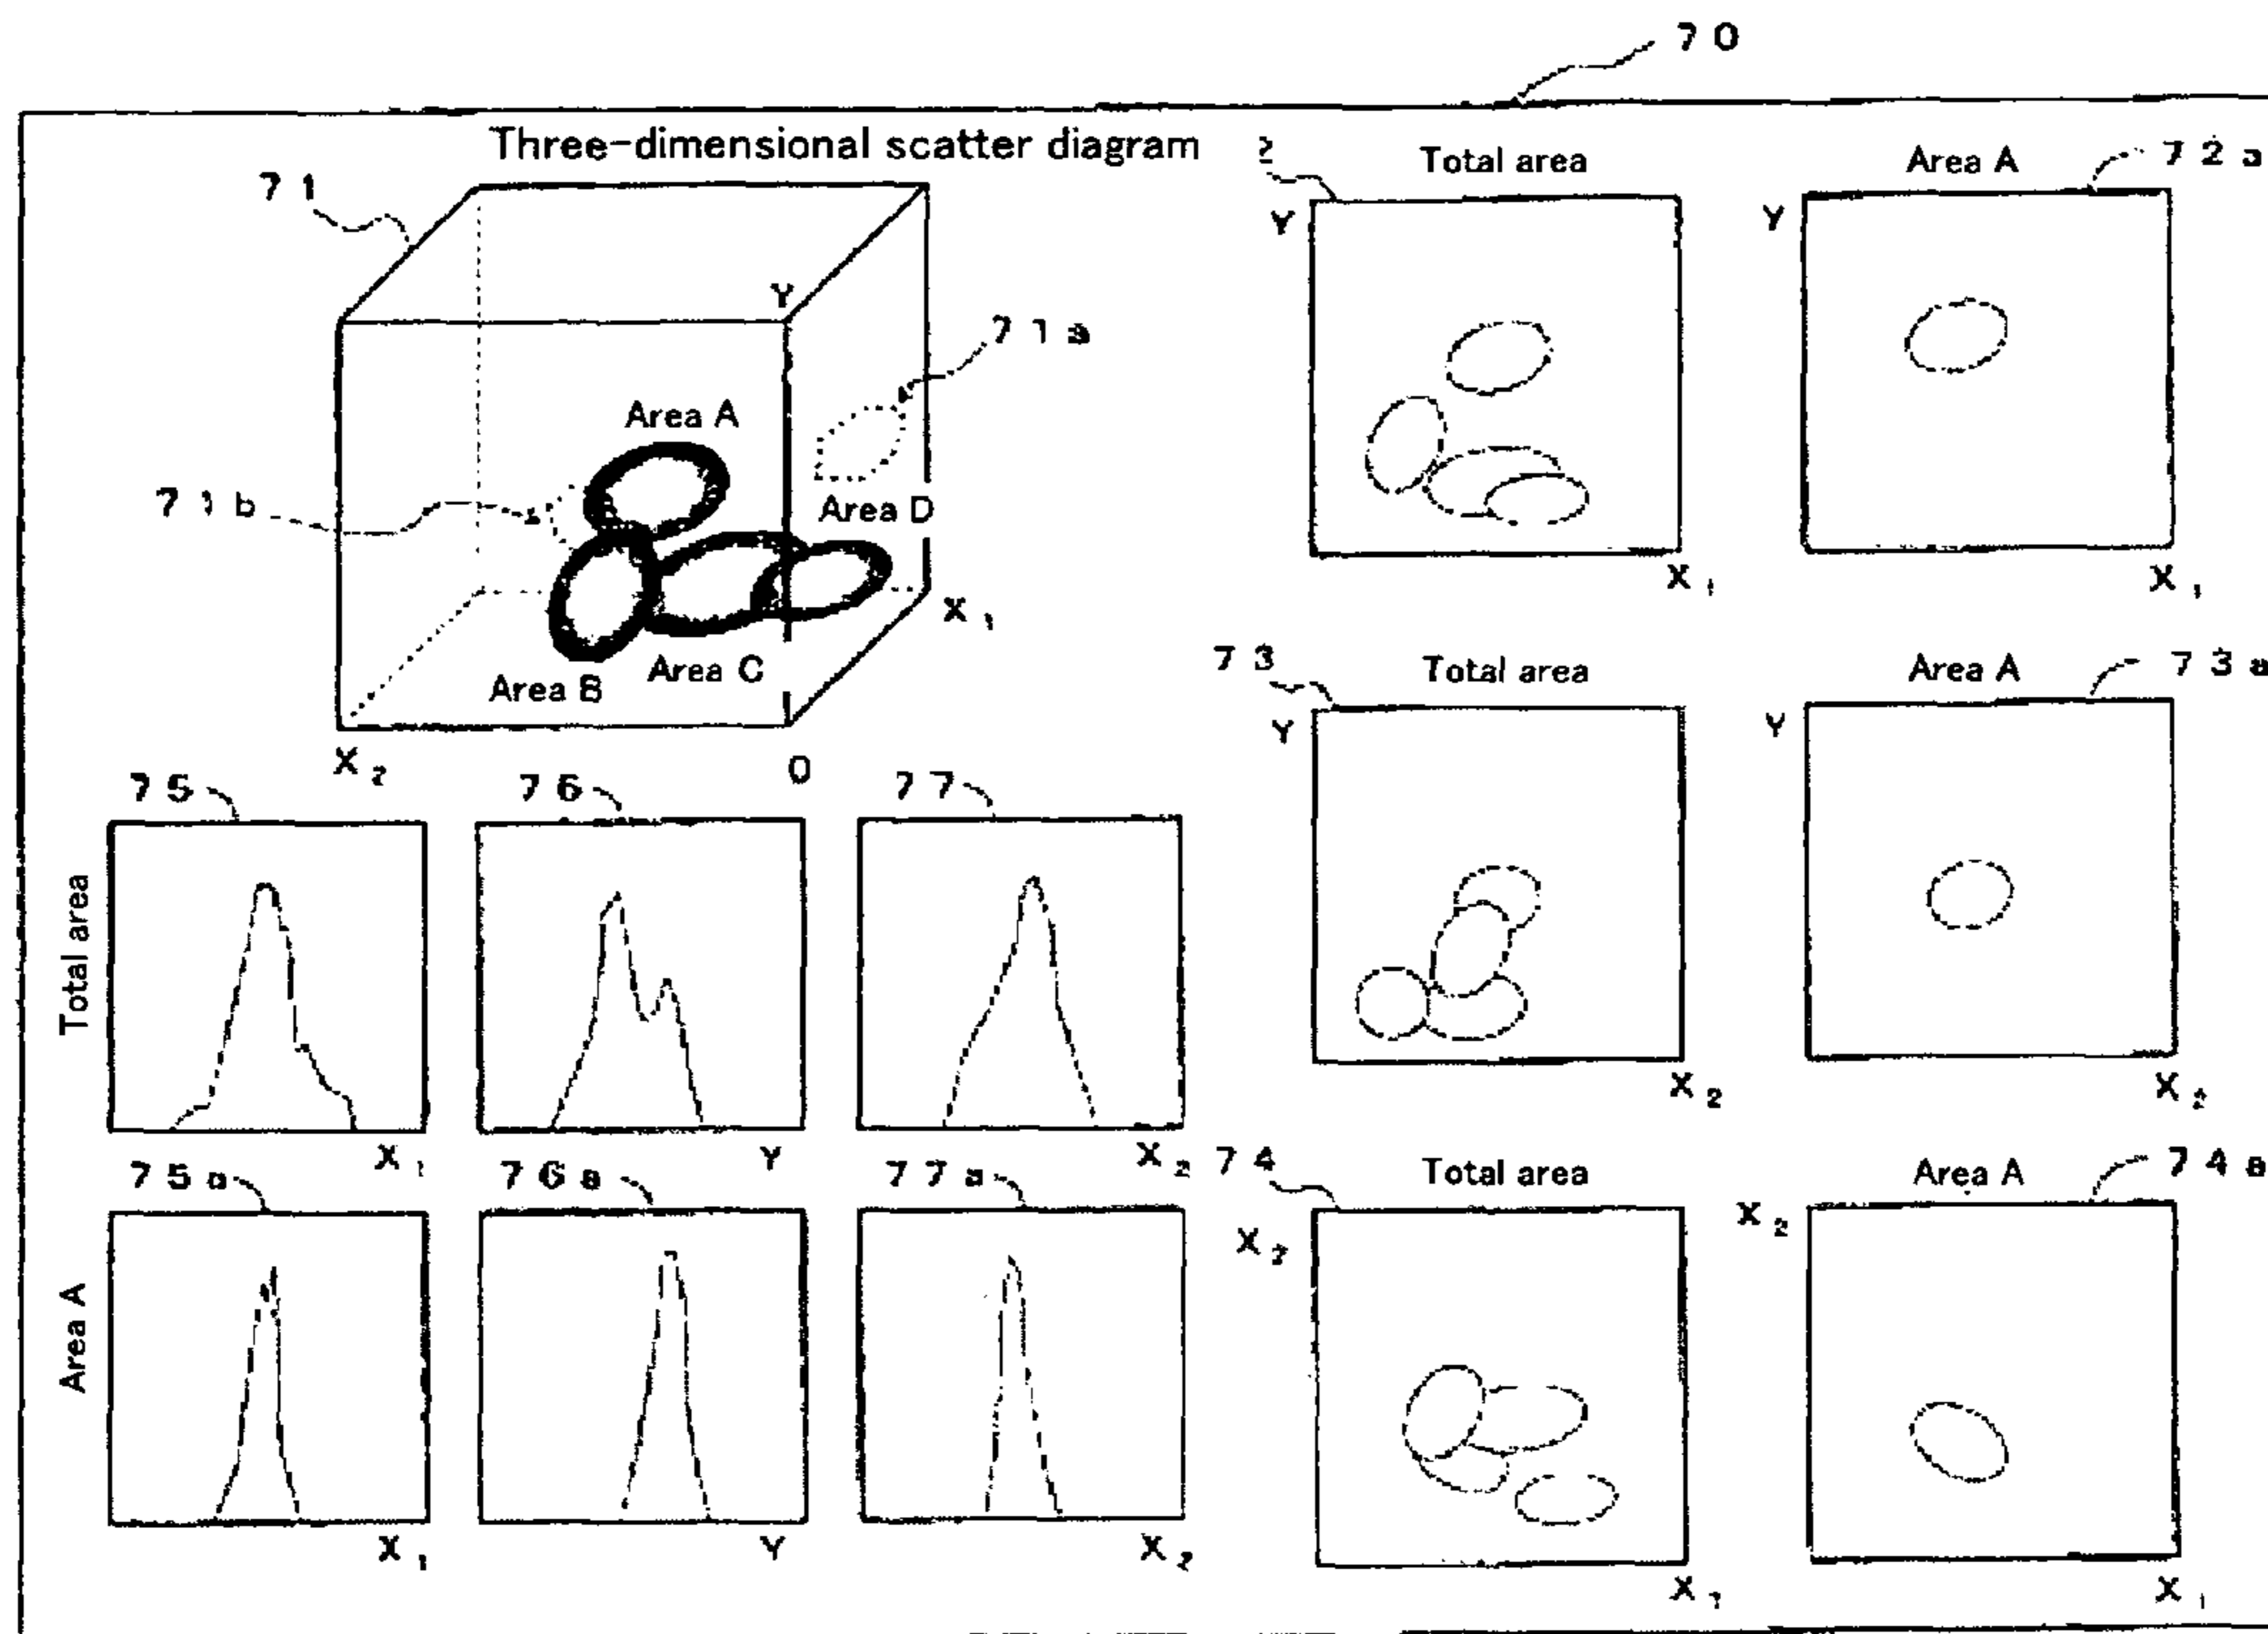 70
Three-dimensional scatter diagram
71
Y
71a
Area A
71b
Area D
X1
Area C
Area B
X2
0
2
Total area
Y
X1
Area A
72a
Y
X1
73
Total area
Y
X2
Area A
73a
Y
X2
75
76
77
Total area
X1
Y
X2
75a
76a
77a
Area A
X1
Y
X2
74
Total area
X2
X1
Area A
74a
X2
X1